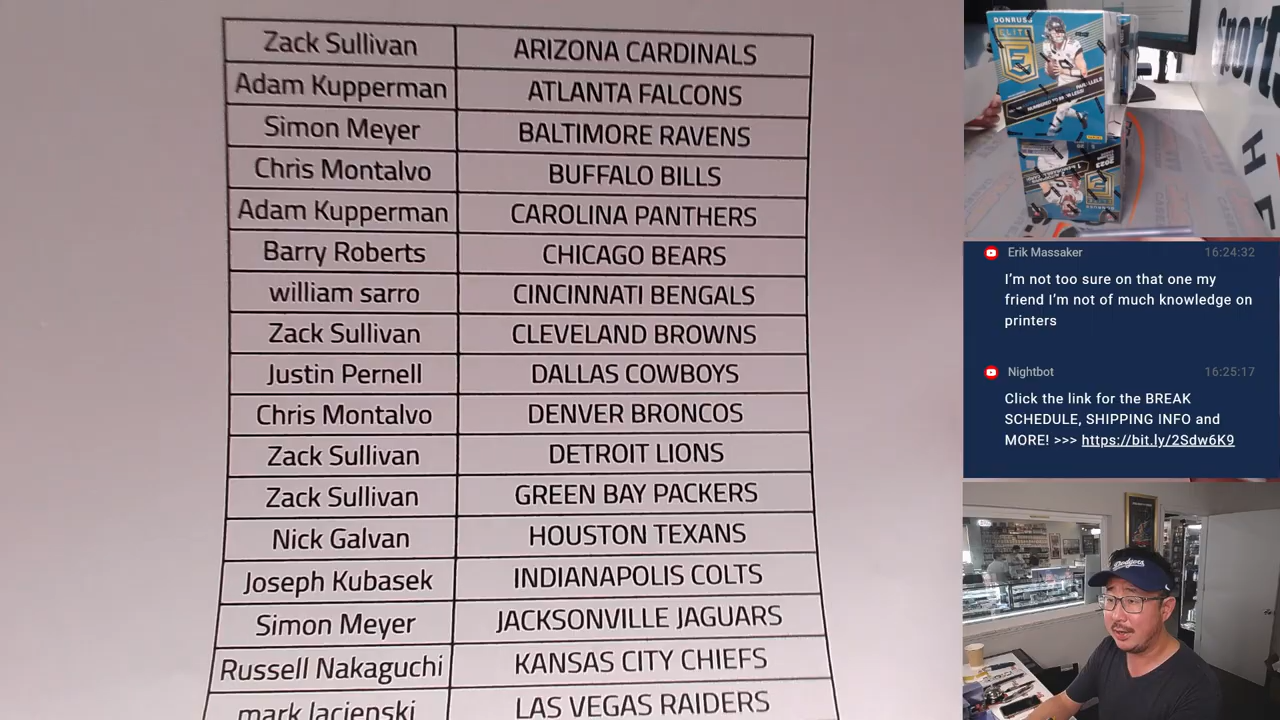 Zack Sullivan ARIZONA CARDINALS
Adam Kupperman ATLANTA FALCONS
Simon Meyer BALTIMORE RAVENS
Chris Montalvo BUFFALO BILLS
Adam Kupperman CAROLINA PANTHERS
Barry Roberts CHICAGO BEARS
william sarro CINCINNATI BENGALS
Zack Sullivan CLEVELAND BROWNS
Justin Pernell DALLAS COWBOYS
Chris Montalvo DENVER BRONCOS
Zack Sullivan DETROIT LIONS
Zack Sullivan GREEN BAY PACKERS
Nick Galvan HOUSTON TEXANS
Joseph Kubasek INDIANAPOLIS COLTS
Simon Meyer JACKSONVILLE JAGUARS
Russell Nakaguchi KANSAS CITY CHIEFS
mark lacienski LAS VEGAS RAIDERS
DONRUSS
ELITE
E
2023
Sports
Erik Massaker 16:24:32
I'm not too sure on that one my
friend I'm not of much knowledge on
printers
Nightbot 16:25:17
Click the link for the BREAK
SCHEDULE, SHIPPING INFO and
MORE! >>> https://bit.ly/2Sdw6K9
Dodgers